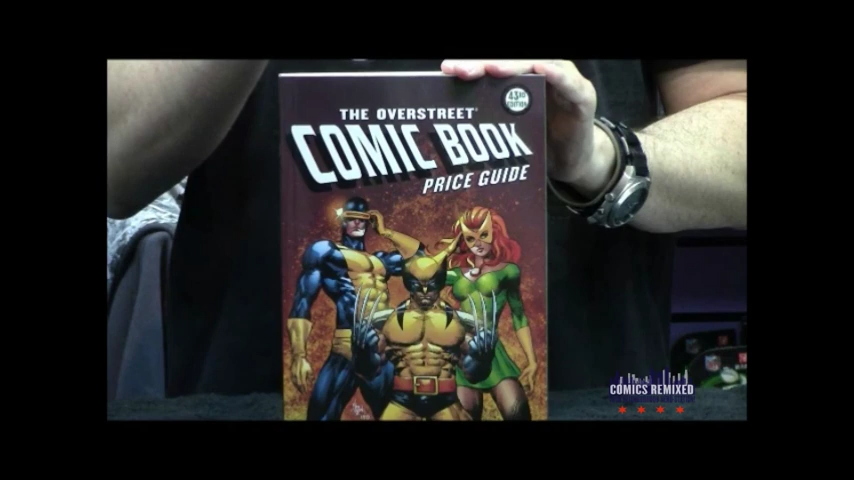 43RD
EDITION
THE OVERSTREET®
COMIC BOOK
PRICE GUIDE
COMICS REMIXED